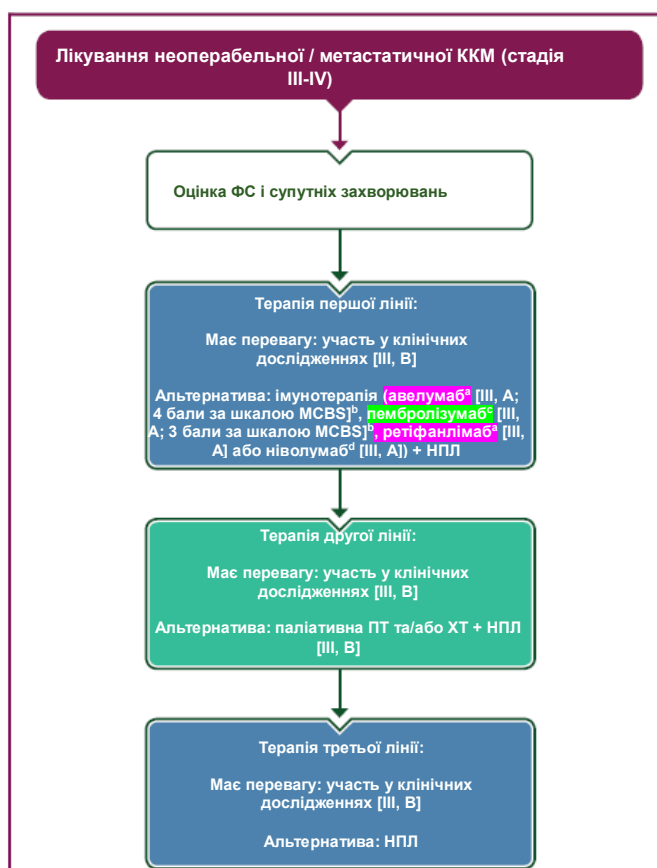 Лікування неоперабельної / метастатичної ККМ (стадія
III-IV)
Оцінка ФС і супутніх захворювань
Терапія першої лінії:
Має перевагу: участь у клінічних
дослідженнях [III, B]
Альтернатива: імунотерапія (авелумабᵃ [III, A;
4 бали за шкалою MCBS]ᵇ, пембролізумабᶜ [III,
A; 3 бали за шкалою MCBS]ᵇ, ретіфанлімабᵃ [III,
A] або ніволумабᵈ [III, A]) + НПЛ
Терапія другої лінії:
Має перевагу: участь у клінічних
дослідженнях [III, B]
Альтернатива: паліативна ПТ та/або ХТ + НПЛ
[III, B]
Терапія третьої лінії:
Має перевагу: участь у клінічних
дослідженнях [III, B]
Альтернатива: НПЛ